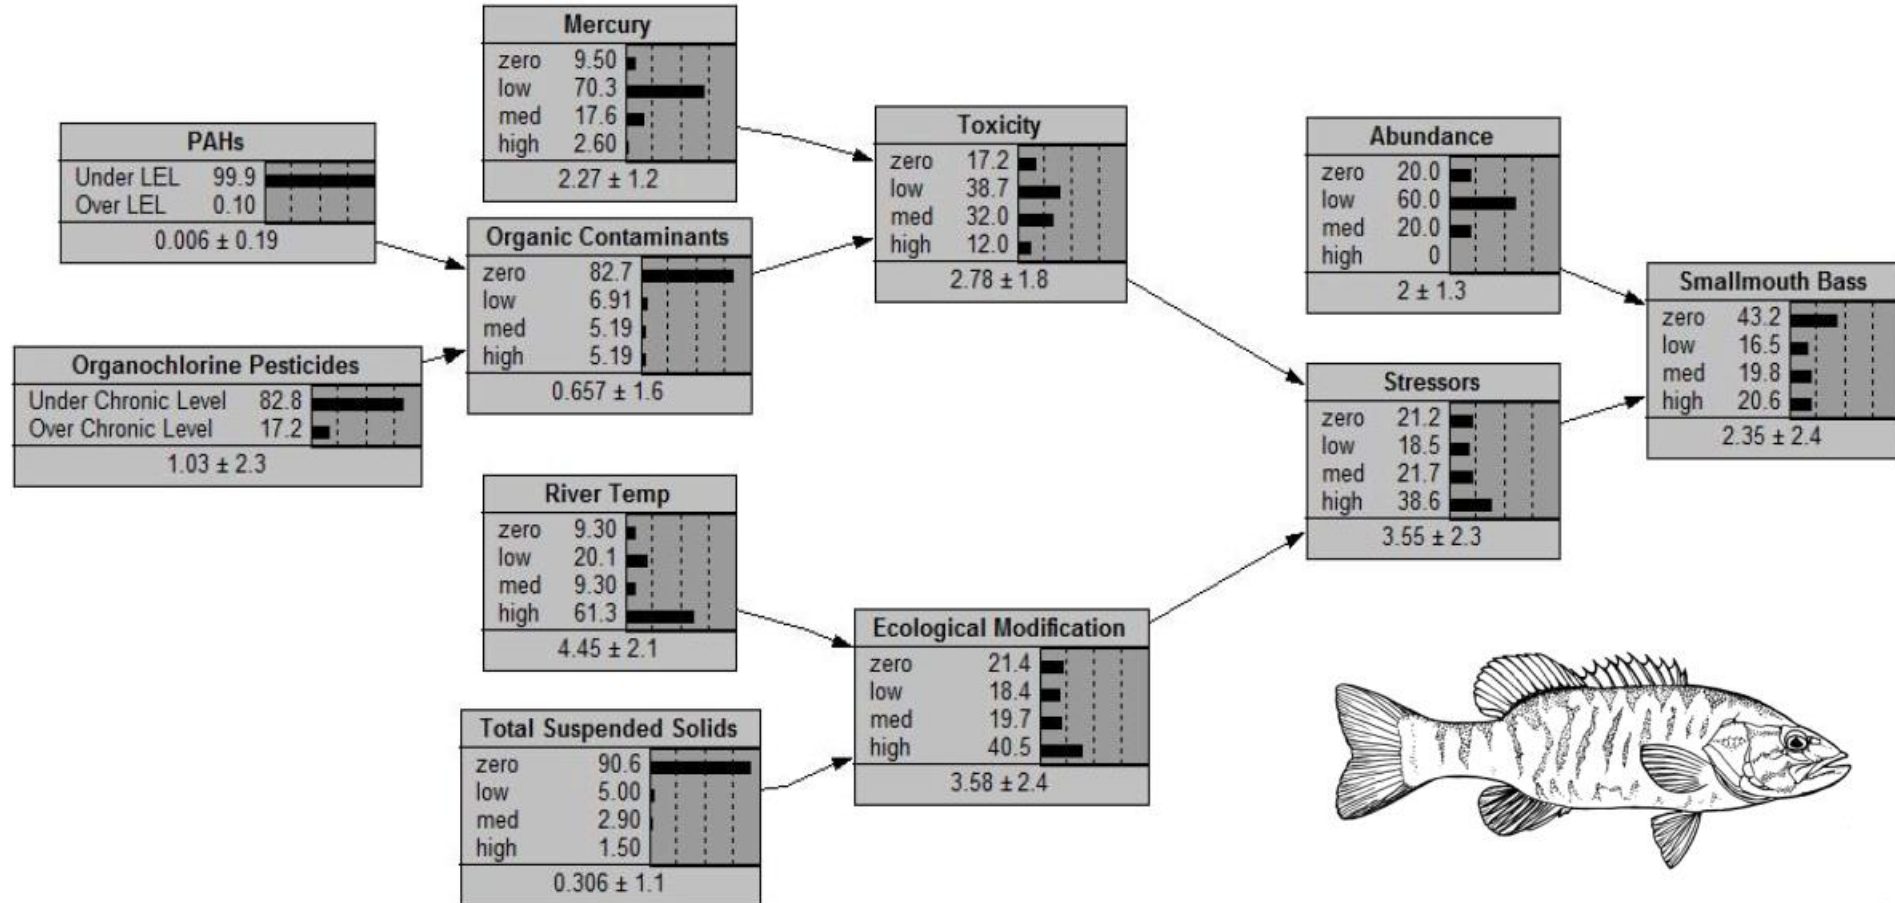 Mercury
zero 9.50
low 70.3
med 17.6
high 2.60
2.27 ± 1.2
PAHs
Under LEL 99.9
Over LEL 0.10
0.006 ± 0.19
Organic Contaminants
zero 82.7
low 6.91
med 5.19
high 5.19
0.657 ± 1.6
Organochlorine Pesticides
Under Chronic Level 82.8
Over Chronic Level 17.2
1.03 ± 2.3
River Temp
zero 9.30
low 20.1
med 9.30
high 61.3
4.45 ± 2.1
Total Suspended Solids
zero 90.6
low 5.00
med 2.90
high 1.50
0.306 ± 1.1
Toxicity
zero 17.2
low 38.7
med 32.0
high 12.0
2.78 ± 1.8
Ecological Modification
zero 21.4
low 18.4
med 19.7
high 40.5
3.58 ± 2.4
Abundance
zero 20.0
low 60.0
med 20.0
high 0
2 ± 1.3
Stressors
zero 21.2
low 18.5
med 21.7
high 38.6
3.55 ± 2.3
Smallmouth Bass
zero 43.2
low 16.5
med 19.8
high 20.6
2.35 ± 2.4